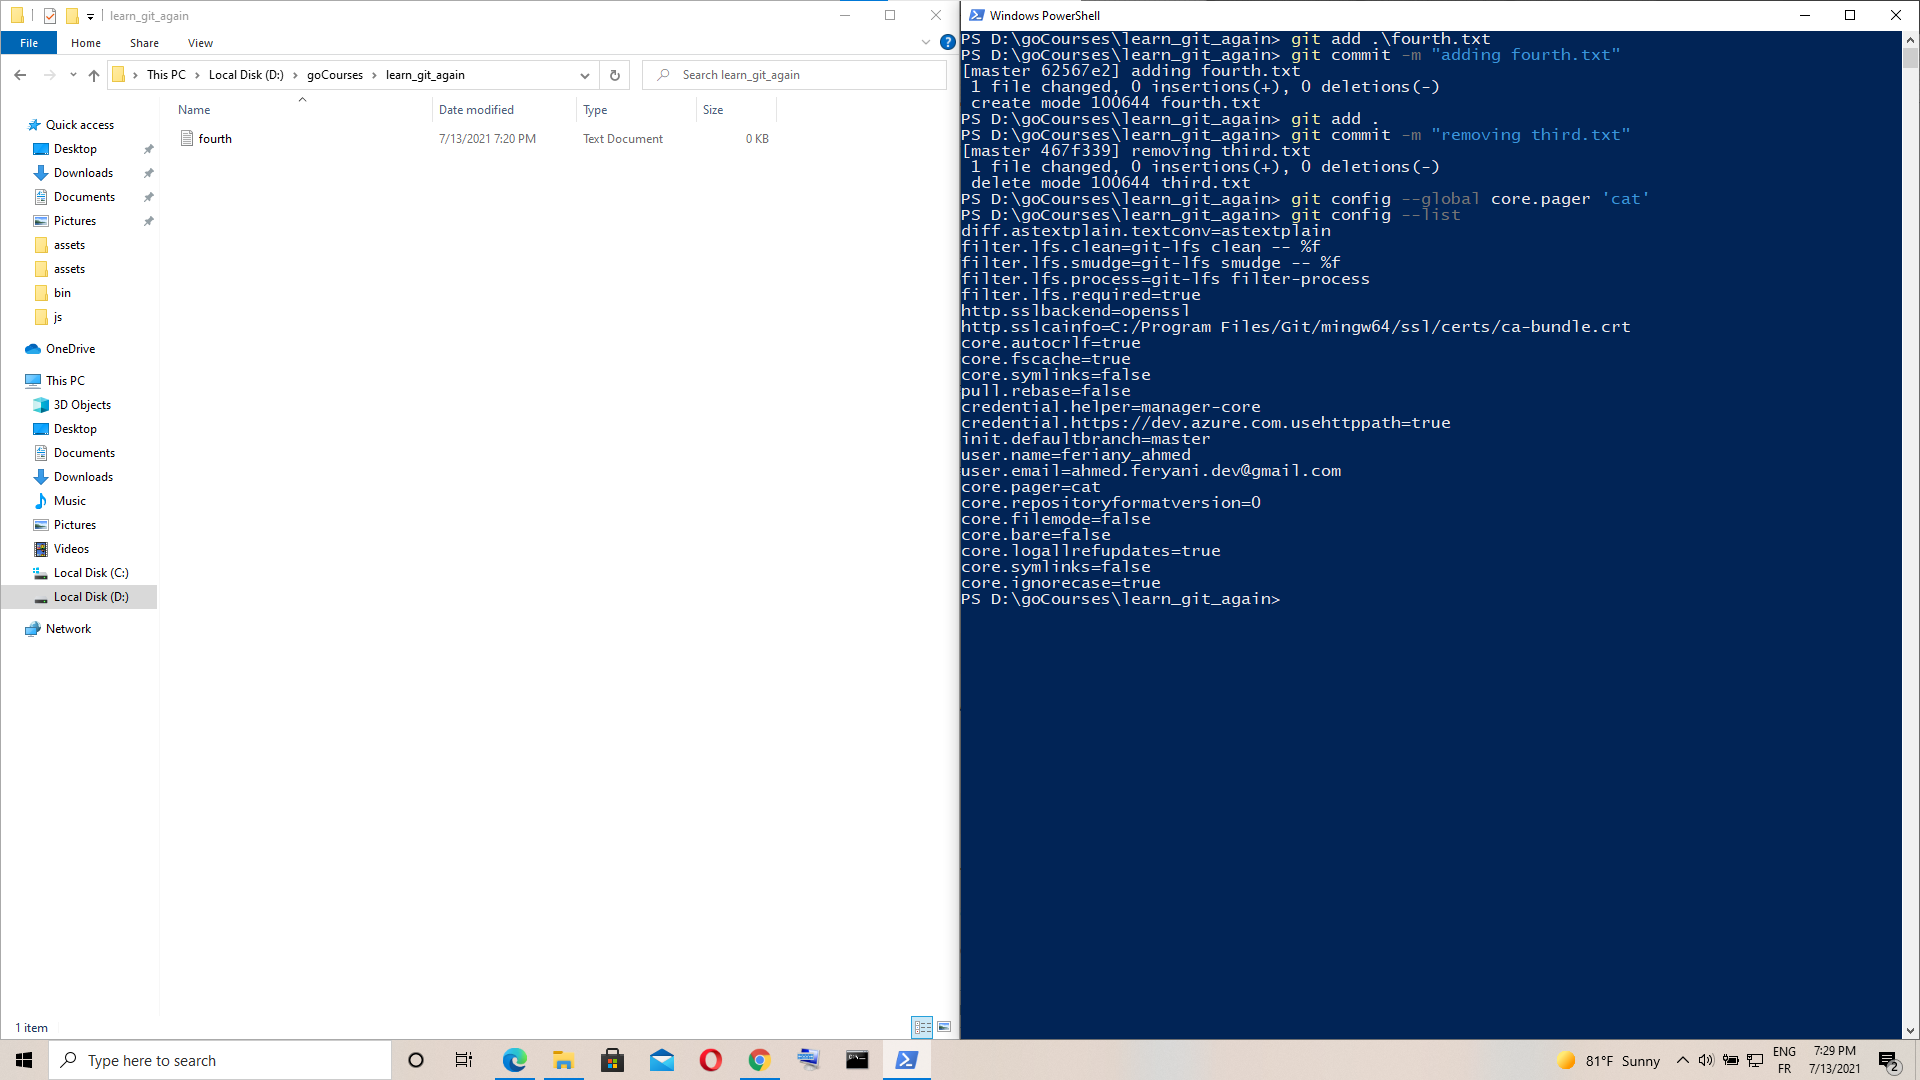 learn_git_again
File Home Share View
This PC Local Disk (D:) goCourses learn_git_again
Search learn_git_again
Name Date modified Type Size
fourth 7/13/2021 7:20 PM Text Document 0 KB
Quick access
Desktop
Downloads
Documents
Pictures
assets
assets
bin
js
OneDrive
This PC
3D Objects
Desktop
Documents
Downloads
Music
Pictures
Videos
Local Disk (C:)
Local Disk (D:)
Network
1 item
Windows PowerShell
PS D:\goCourses\learn_git_again> git add .\fourth.txt
PS D:\goCourses\learn_git_again> git commit -m "adding fourth.txt"
[master 62567e2] adding fourth.txt
1 file changed, 0 insertions(+), 0 deletions(-)
create mode 100644 fourth.txt
PS D:\goCourses\learn_git_again> git add .
PS D:\goCourses\learn_git_again> git commit -m "removing third.txt"
[master 467f339] removing third.txt
1 file changed, 0 insertions(+), 0 deletions(-)
delete mode 100644 third.txt
PS D:\goCourses\learn_git_again> git config --global core.pager 'cat'
PS D:\goCourses\learn_git_again> git config --list
diff.astextplain.textconv=astextplain
filter.lfs.clean=git-lfs clean -- %f
filter.lfs.smudge=git-lfs smudge -- %f
filter.lfs.process=git-lfs filter-process
filter.lfs.required=true
http.sslbackend=openssl
http.sslcainfo=C:/Program Files/Git/mingw64/ssl/certs/ca-bundle.crt
core.autocrlf=true
core.fscache=true
core.symlinks=false
pull.rebase=false
credential.helper=manager-core
credential.https://dev.azure.com.usehttppath=true
init.defaultbranch=master
user.name=feriany_ahmed
user.email=ahmed.feryani.dev@gmail.com
core.pager=cat
core.repositoryformatversion=0
core.filemode=false
core.bare=false
core.logallrefupdates=true
core.symlinks=false
core.ignorecase=true
PS D:\goCourses\learn_git_again>
Type here to search
81°F Sunny
ENG
FR
7:29 PM
7/13/2021
2